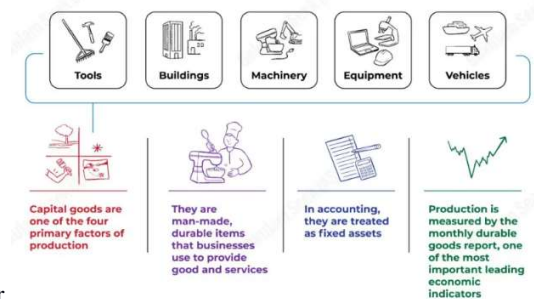 Tools
Buildings
Machinery
Equipment
Vehicles
Capital goods are
one of the four
primary factors of
production
They are
man-made,
durable items
that businesses
use to provide
good and services
In accounting,
they are treated
as fixed assets
Production is
measured by the
monthly durable
goods report, one
of the most
important leading
economic
indicators
r